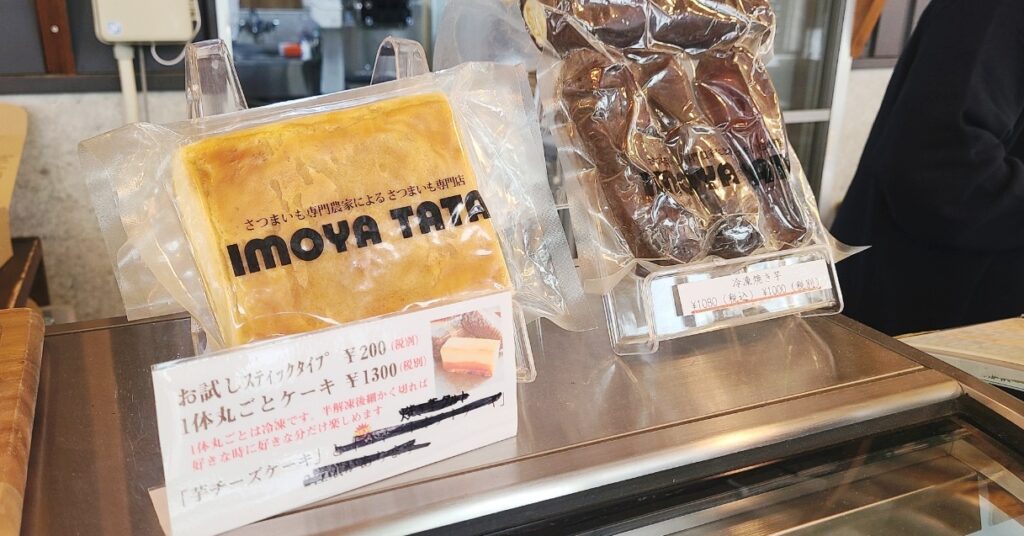 さつまいも専門農家によるさつまいも専門店
IMOYA TATA
IMOYA
冷凍焼き芋
¥1080（税込） ¥1000（税別）
お試しスティックタイプ ¥200（税別）
1体丸ごとケーキ ¥1300（税別）
1体丸ごとは冷凍です。半解凍後細かく切れば
好きな時に好きな分だけ楽しめます
「芋チーズケーキ」